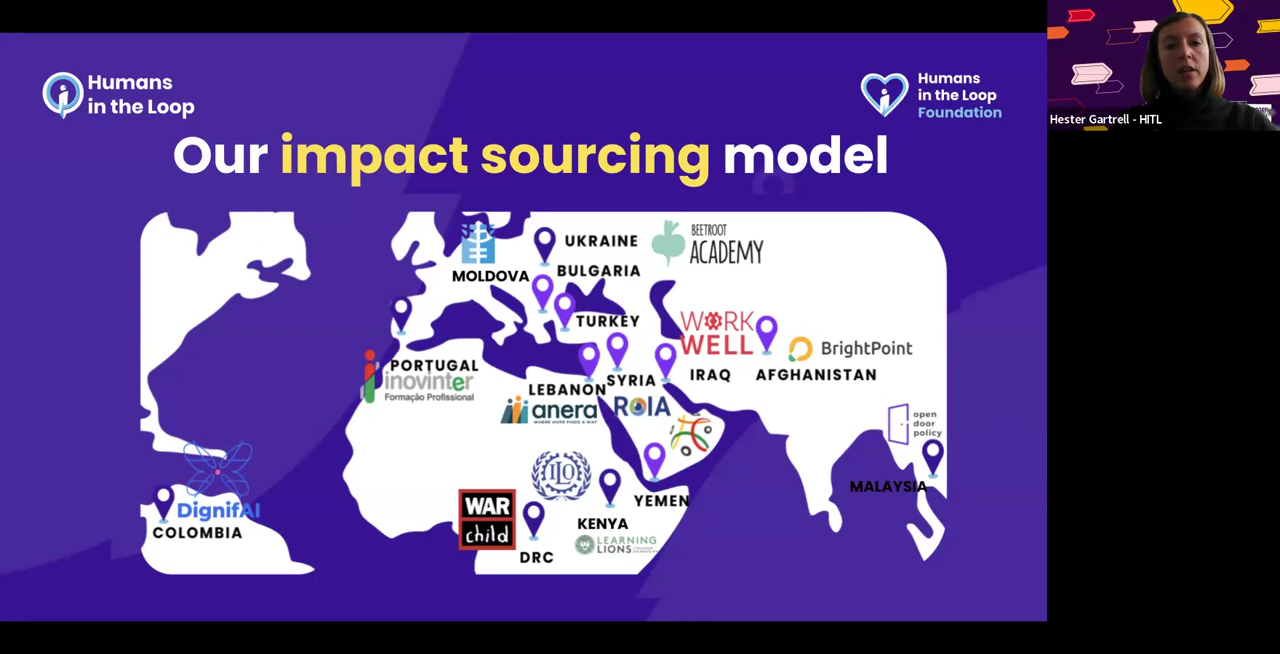 Humans
in the Loop
Humans
in the Loop
Foundation
Hester Gartrell - HITL
Our impact sourcing model
UKRAINE
BEETROOT
ACADEMY
MOLDOVA
BULGARIA
TURKEY
WORK
WELL
BrightPoint
PORTUGAL
inovinter
Formação Profissional
LEBANON
SYRIA
IRAQ
AFGHANISTAN
anera
WHERE HOPE FINDS A WAY
ROIA
open
door
policy
DignifAI
COLOMBIA
ILO
WAR
child
YEMEN
MALAYSIA
KENYA
LEARNING
LIONS
DRC